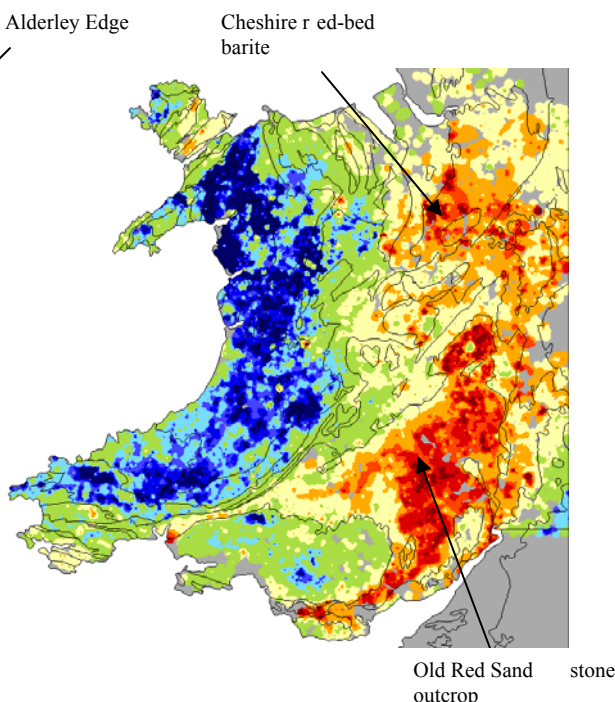 Alderley Edge
Cheshire r ed-bed
barite
Old Red Sand stone
outcrop